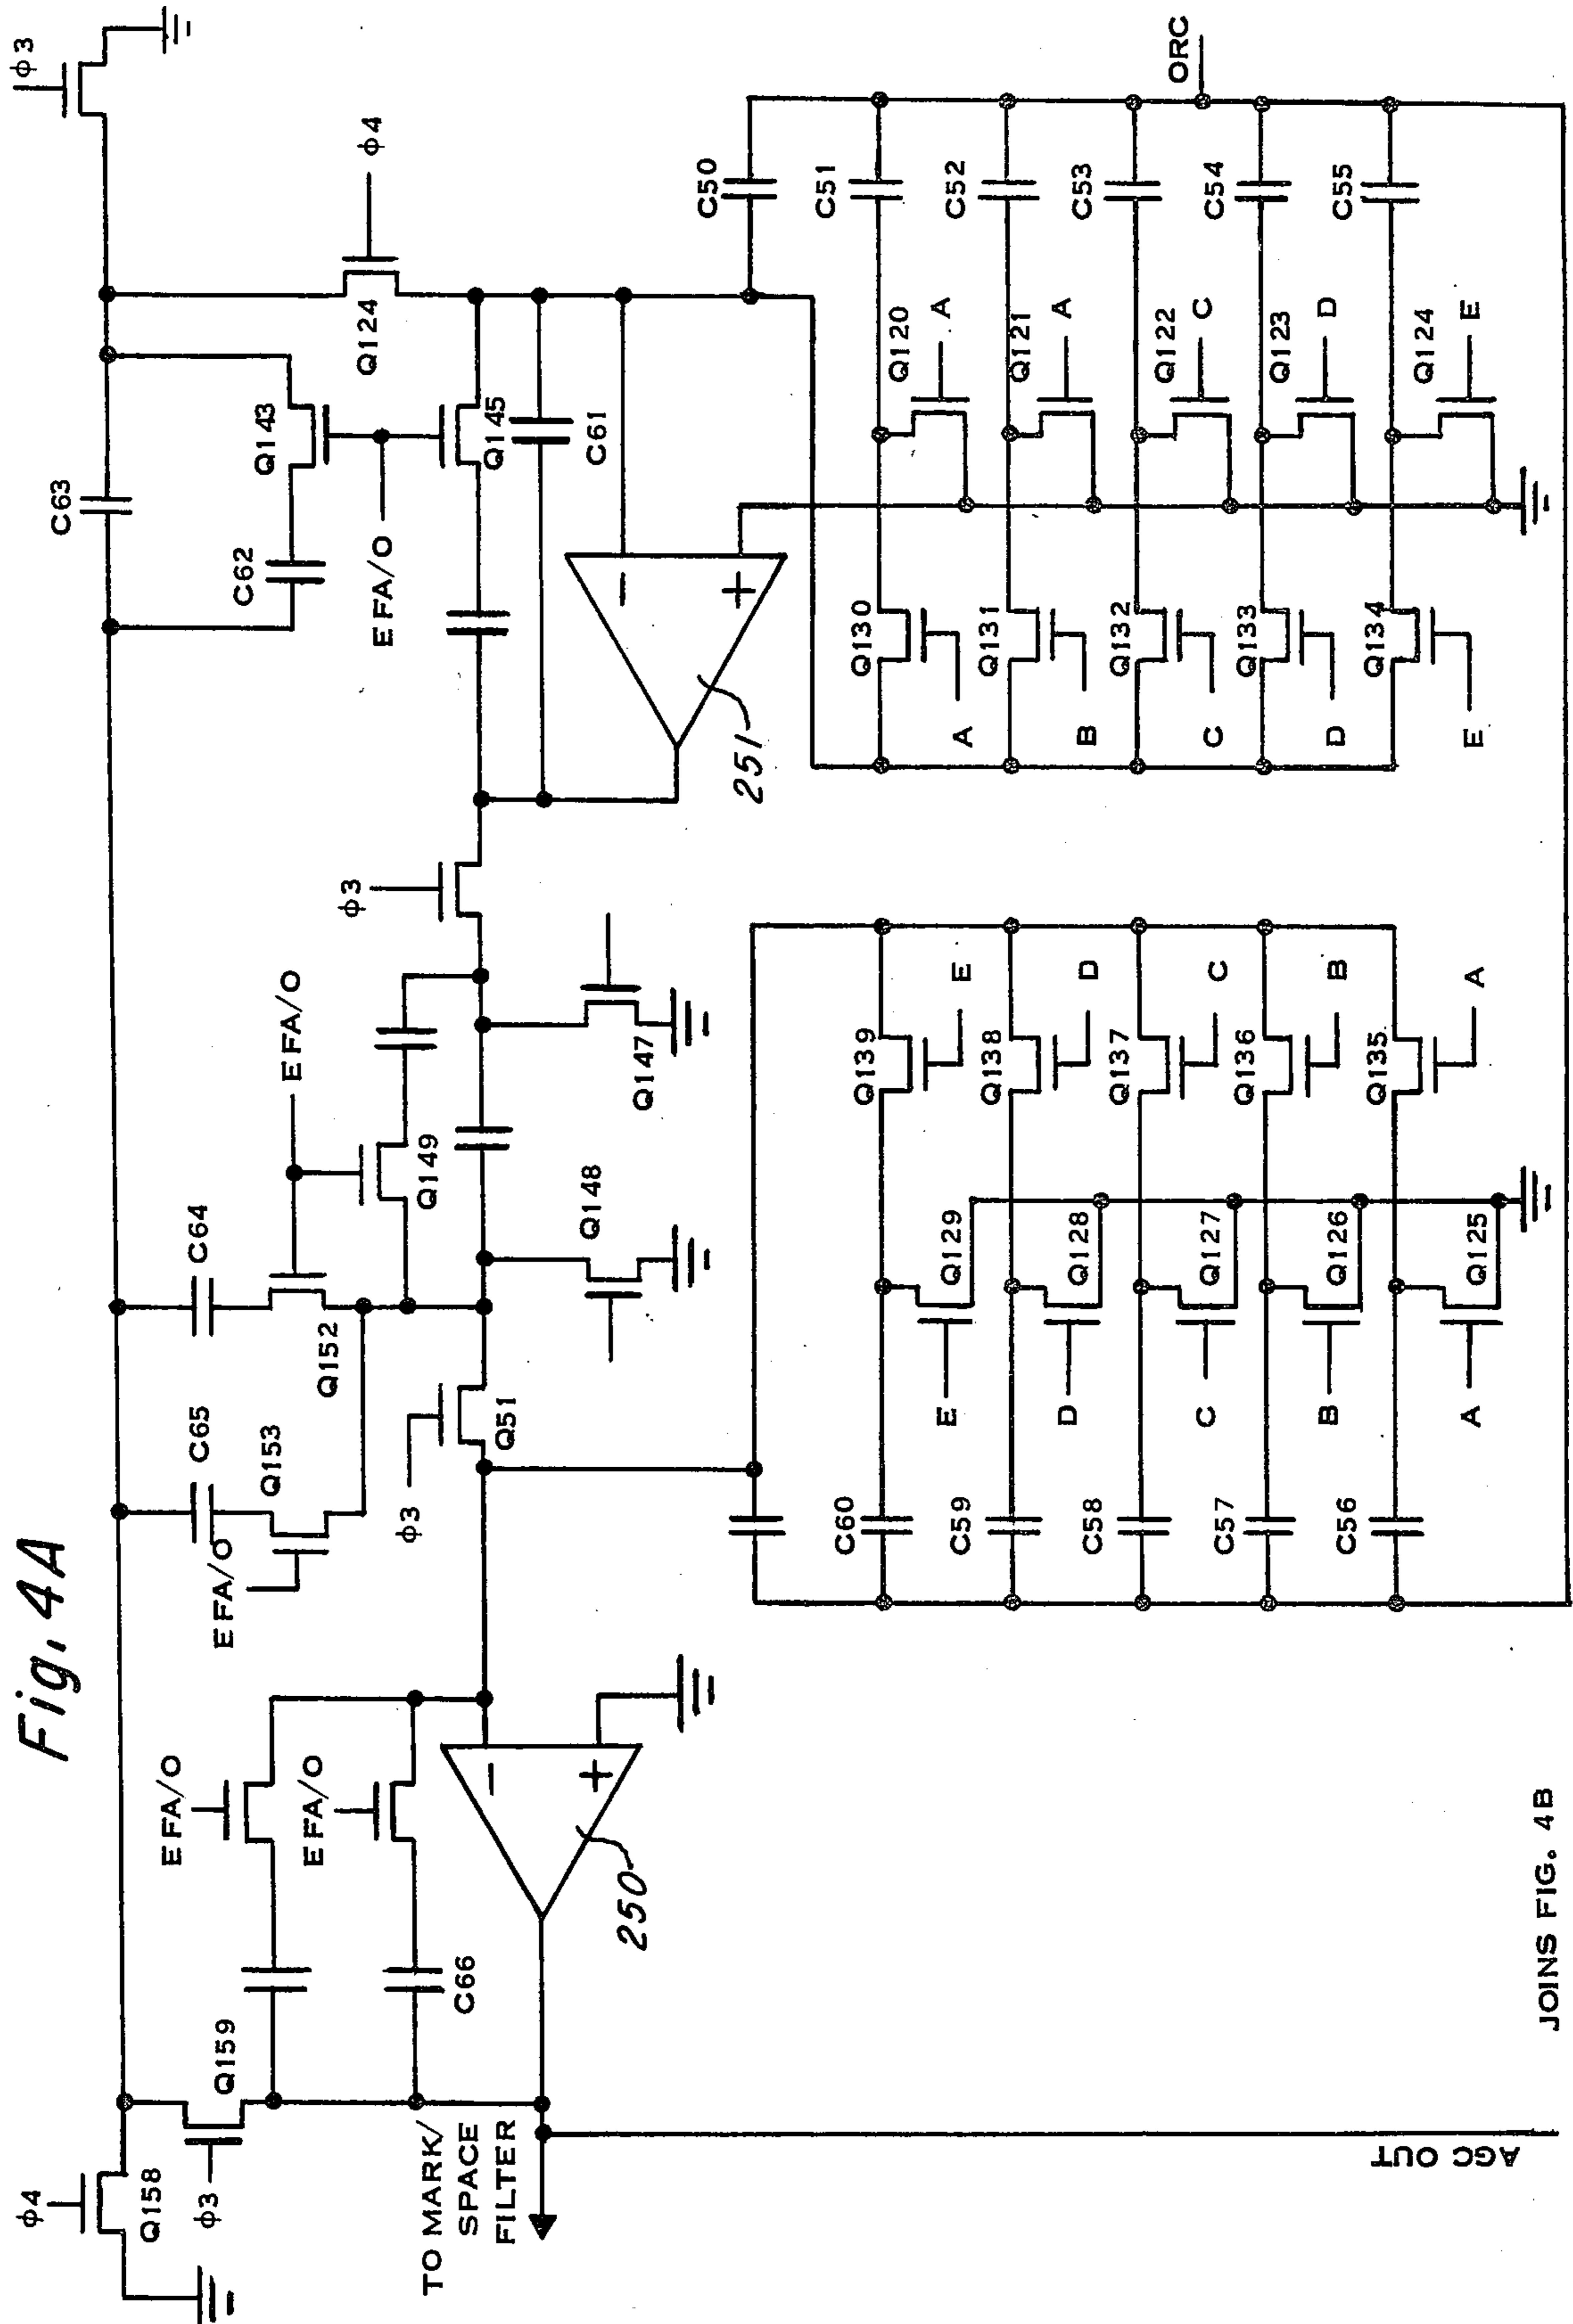 Fig. 4A
φ4
Q158
φ3
Q159
TO MARK/
SPACE
FILTER
EFA/O
EFA/O
C66
250
−
+
AGC OUT
JOINS FIG. 4B
C65
EFA/O
Q153
C64
Q152
EFA/O
Q149
φ3
Q51
Q148
Q147
φ3
C63
C62
Q143
EFA/O
Q145
C61
φ3
φ4
Q124
−
+
251
C60
C59
C58
C57
C56
E
Q129
D
Q128
C
Q127
B
Q126
A
Q125
Q139
E
Q138
D
Q137
C
Q136
B
Q135
A
Q130
A
Q131
B
Q132
C
Q133
D
Q134
E
Q120
A
Q121
A
Q122
C
Q123
D
Q124
E
C50
C51
C52
C53
C54
C55
ORC